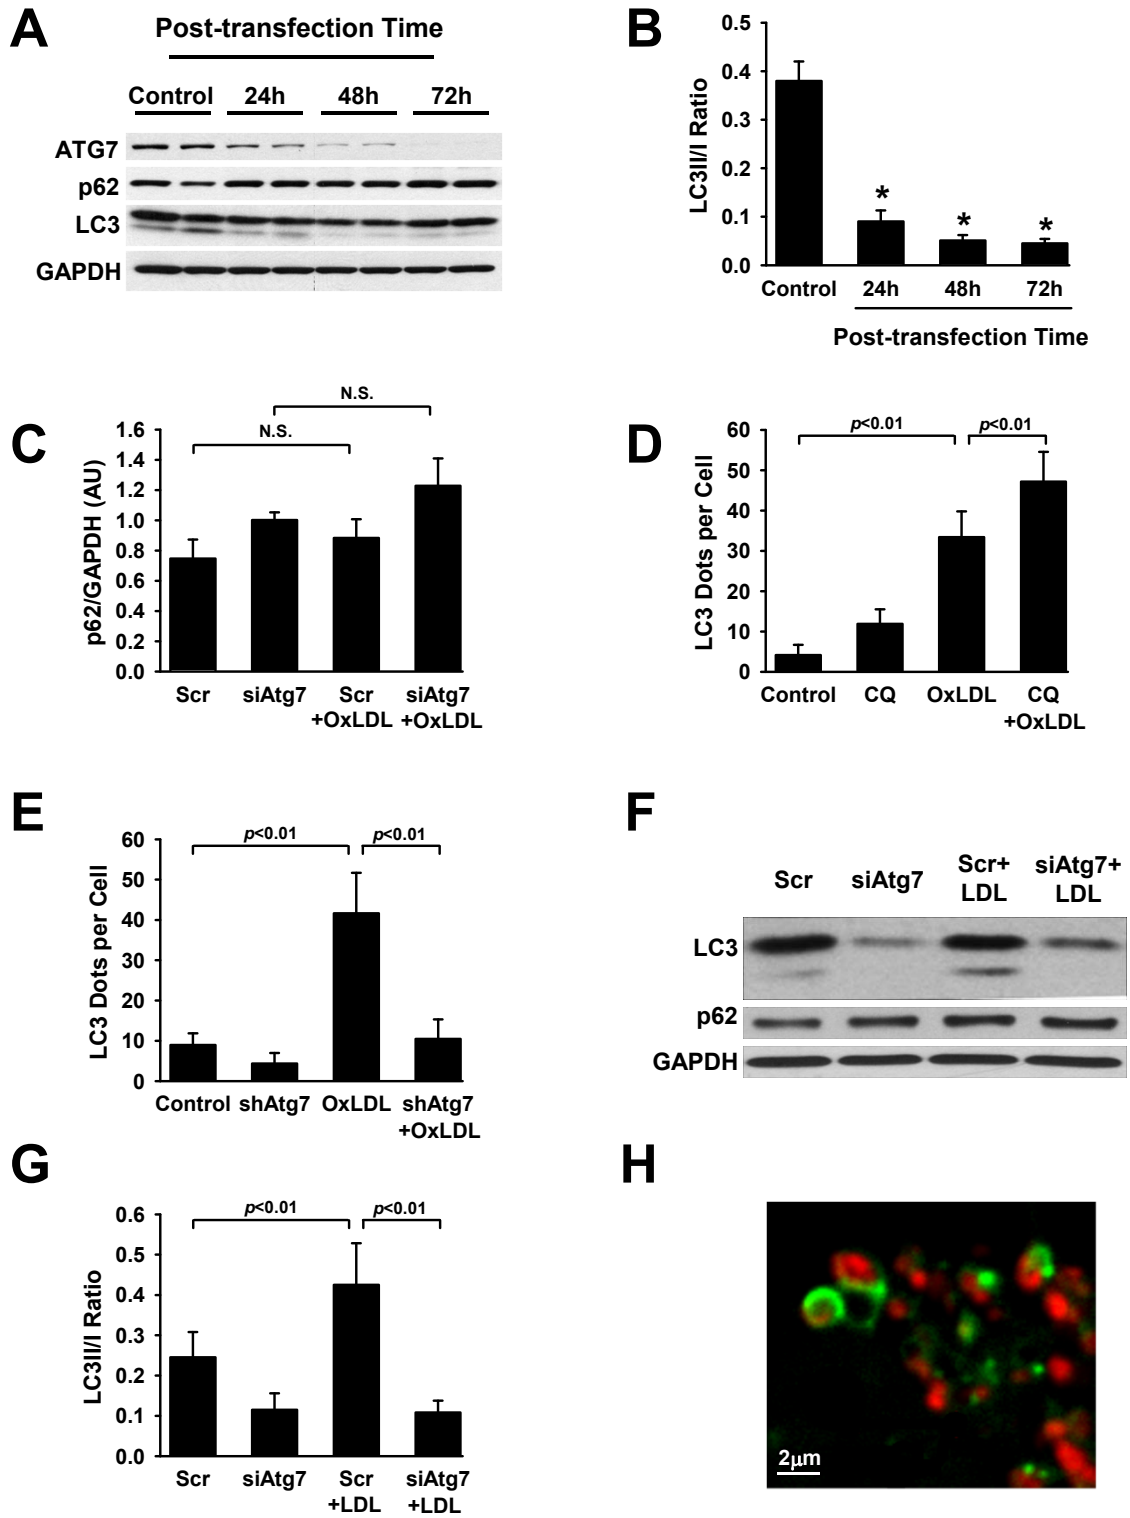 A
Post-transfection Time
Control 24h 48h 72h
ATG7
p62
LC3
GAPDH
B
LC3II/I Ratio
0.5
0.4
0.3
0.2
0.1
0.0
* * *
Control 24h 48h 72h
Post-transfection Time
C
N.S.
N.S.
p62/GAPDH (AU)
1.6
1.4
1.2
1.0
0.8
0.6
0.4
0.2
0.0
Scr siAtg7 Scr siAtg7
+OxLDL +OxLDL
D
p<0.01 p<0.01
LC3 Dots per Cell
60
50
40
30
20
10
0
Control CQ OxLDL CQ
+OxLDL
E
p<0.01 p<0.01
LC3 Dots per Cell
60
50
40
30
20
10
0
Control shAtg7 OxLDL shAtg7
+OxLDL
F
Scr siAtg7 Scr+ siAtg7+
LDL LDL
LC3
p62
GAPDH
G
p<0.01 p<0.01
LC3II/I Ratio
0.6
0.5
0.4
0.3
0.2
0.1
0.0
Scr siAtg7 Scr siAtg7
+LDL +LDL
H
2μm